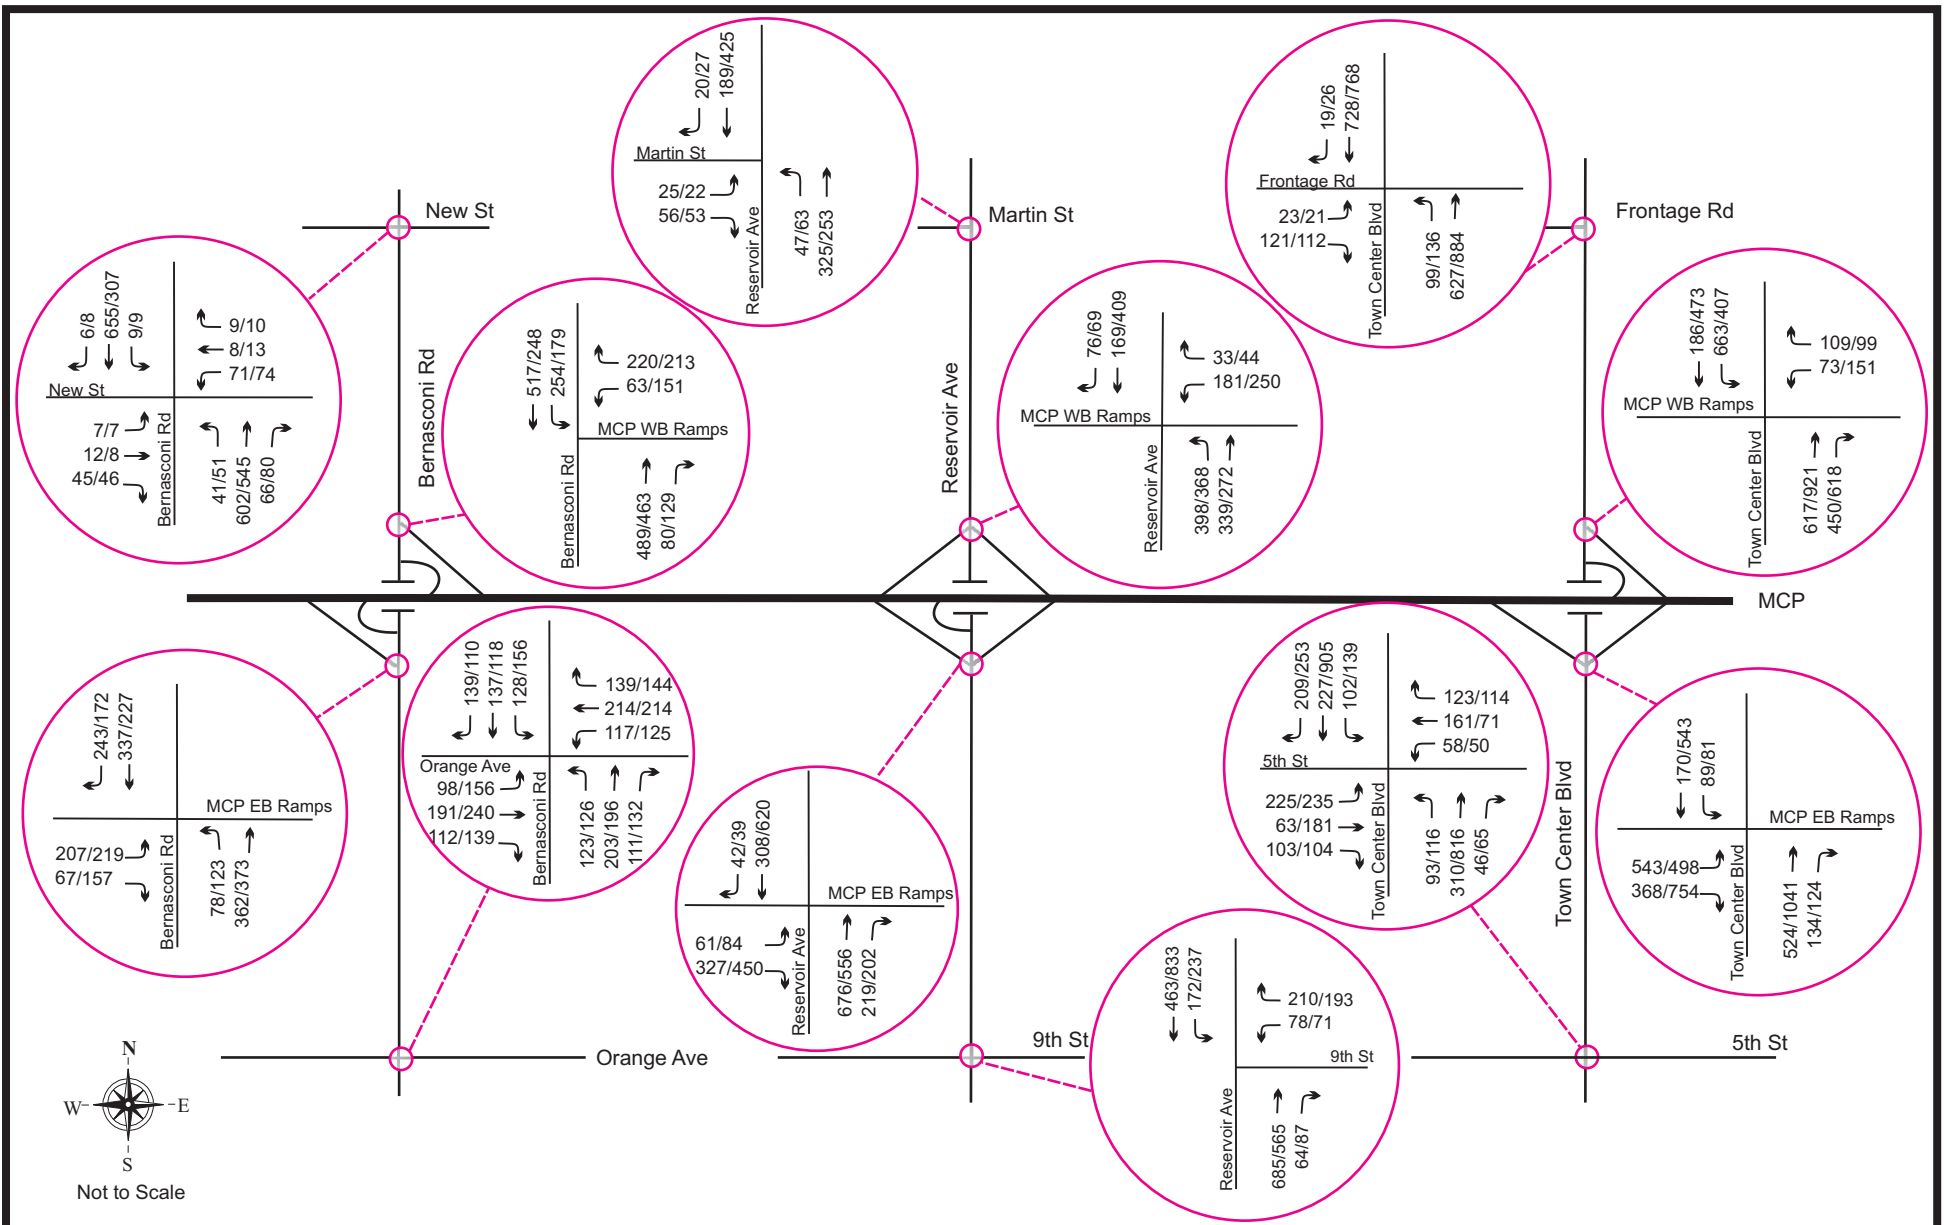 20/27
189/425
Martin St
25/22
56/53
Reservoir Ave
47/63
325/253
19/26
728/768
Frontage Rd
23/21
121/112
Town Center Blvd
99/136
627/884
New St
Martin St
Frontage Rd
6/8
655/307
9/9
9/10
8/13
71/74
New St
7/7
12/8
45/46
Bernasconi Rd
41/51
602/545
66/80
Bernasconi Rd
517/248
254/179
220/213
63/151
MCP WB Ramps
Bernasconi Rd
489/463
80/129
Reservoir Ave
76/69
169/409
33/44
181/250
MCP WB Ramps
Reservoir Ave
398/368
339/272
186/473
663/407
109/99
73/151
MCP WB Ramps
Town Center Blvd
617/921
450/618
MCP
243/172
337/227
MCP EB Ramps
207/219
67/157
Bernasconi Rd
78/123
362/373
139/110
137/118
128/156
139/144
214/214
117/125
Orange Ave
98/156
191/240
112/139
Bernasconi Rd
123/126
203/196
111/132
42/39
308/620
MCP EB Ramps
61/84
327/450
Reservoir Ave
676/556
219/202
209/253
227/905
102/139
123/114
161/71
58/50
5th St
225/235
63/181
103/104
Town Center Blvd
93/116
310/816
46/65
Town Center Blvd
170/543
89/81
MCP EB Ramps
543/498
368/754
Town Center Blvd
524/1041
134/124
463/833
172/237
210/193
78/71
9th St
Reservoir Ave
685/565
64/87
Orange Ave
9th St
5th St
N
W
E
S
Not to Scale